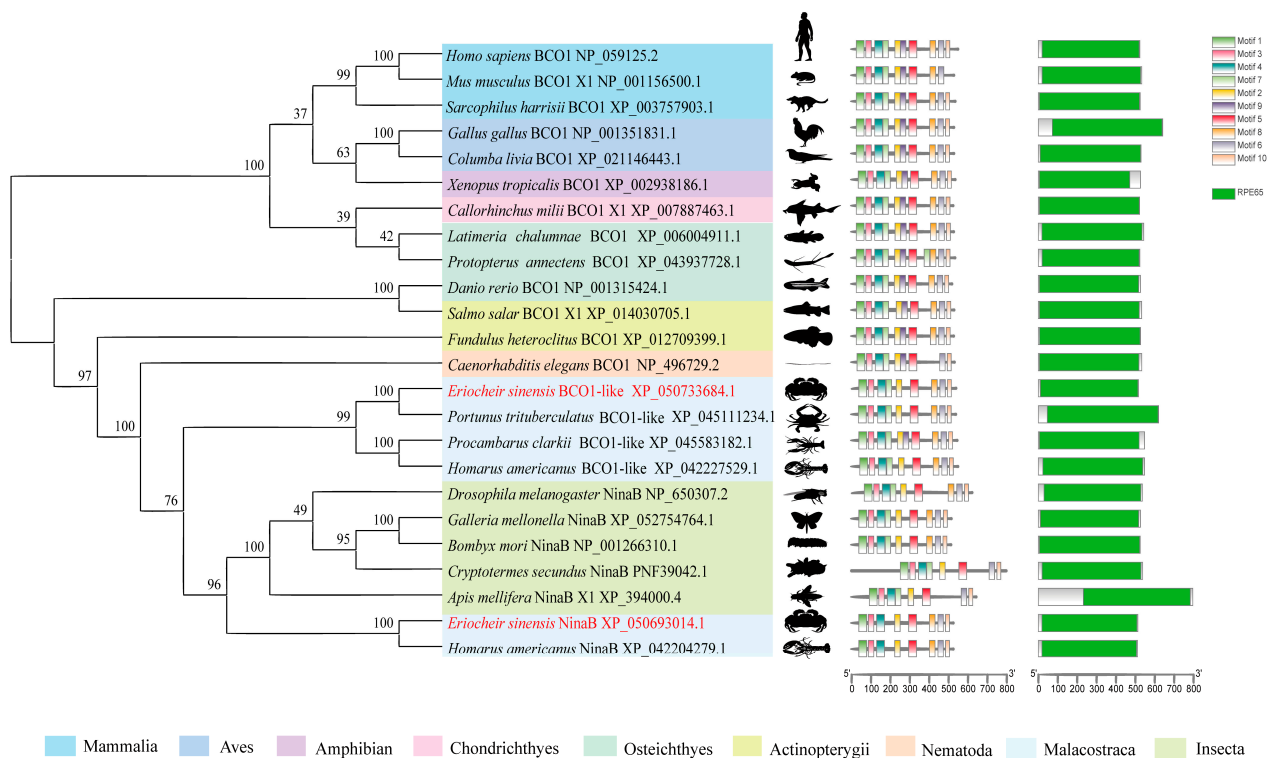 100
Homo sapiens BCO1 NP_059125.2
99
Mus musculus BCO1 X1 NP_001156500.1
Sarcophilus harrisii BCO1 XP_003757903.1
37
100
Gallus gallus BCO1 NP_001351831.1
63
Columba livia BCO1 XP_021146443.1
100
Xenopus tropicalis BCO1 XP_002938186.1
39
Callorhinchus milii BCO1 X1 XP_007887463.1
42
Latimeria chalumnae BCO1 XP_006004911.1
Protopterus annectens BCO1 XP_043937728.1
100
Danio rerio BCO1 NP_001315424.1
Salmo salar BCO1 X1 XP_014030705.1
Fundulus heteroclitus BCO1 XP_012709399.1
97
Caenorhabditis elegans BCO1 NP_496729.2
100
Eriocheir sinensis BCO1-like XP_050733684.1
99
Portunus trituberculatus BCO1-like XP_045111234.1
100
100
Procambarus clarkii BCO1-like XP_045583182.1
Homarus americanus BCO1-like XP_042227529.1
76
Drosophila melanogaster NinaB NP_650307.2
49
100
Galleria mellonella NinaB XP_052754764.1
95
Bombyx mori NinaB NP_001266310.1
100
Cryptotermes secundus NinaB PNF39042.1
96
Apis mellifera NinaB X1 XP_394000.4
100
Eriocheir sinensis NinaB XP_050693014.1
Homarus americanus NinaB XP_042204279.1
Motif 1
Motif 3
Motif 4
Motif 7
Motif 2
Motif 9
Motif 5
Motif 8
Motif 6
Motif 10
RPE65
5' 3'
0 100 200 300 400 500 600 700 800
5' 3'
0 100 200 300 400 500 600 700 800
Mammalia Aves Amphibian Chondrichthyes Osteichthyes Actinopterygii Nematoda Malacostraca Insecta